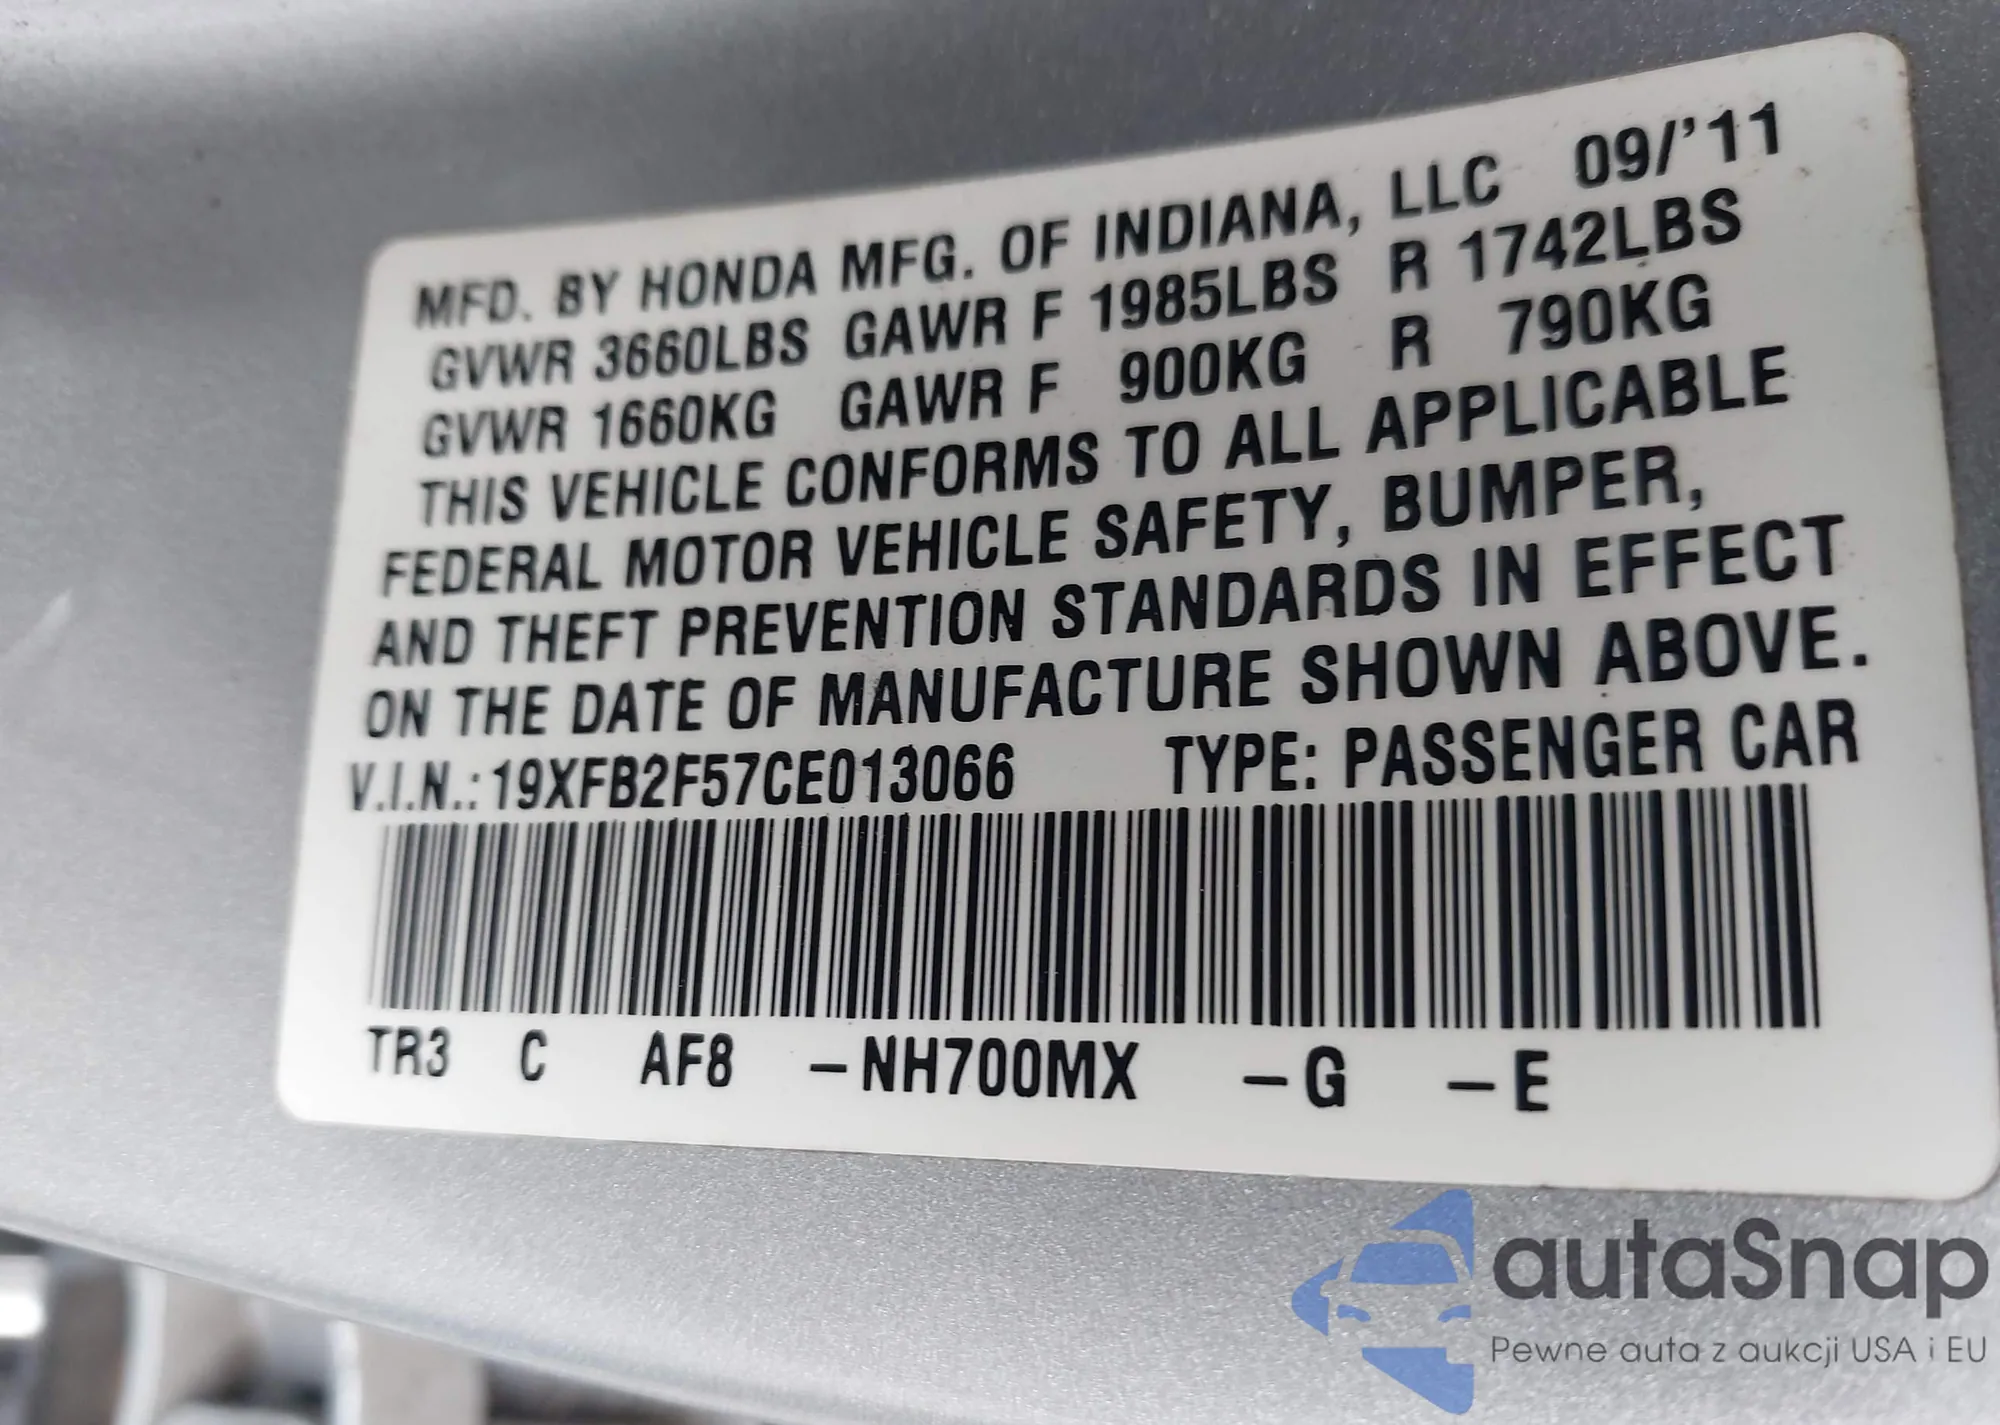 MFD. BY HONDA MFG. OF INDIANA, LLC 09/'11
GVWR 3660LBS GAWR F 1985LBS R 1742LBS
GVWR 1660KG GAWR F 900KG R 790KG
THIS VEHICLE CONFORMS TO ALL APPLICABLE
FEDERAL MOTOR VEHICLE SAFETY, BUMPER,
AND THEFT PREVENTION STANDARDS IN EFFECT
ON THE DATE OF MANUFACTURE SHOWN ABOVE.
V.I.N.: 19XFB2F57CE013066 TYPE: PASSENGER CAR
TR3 C AF8 –NH700MX –G –E
autaSnap
Pewne auta z aukcji USA i EU